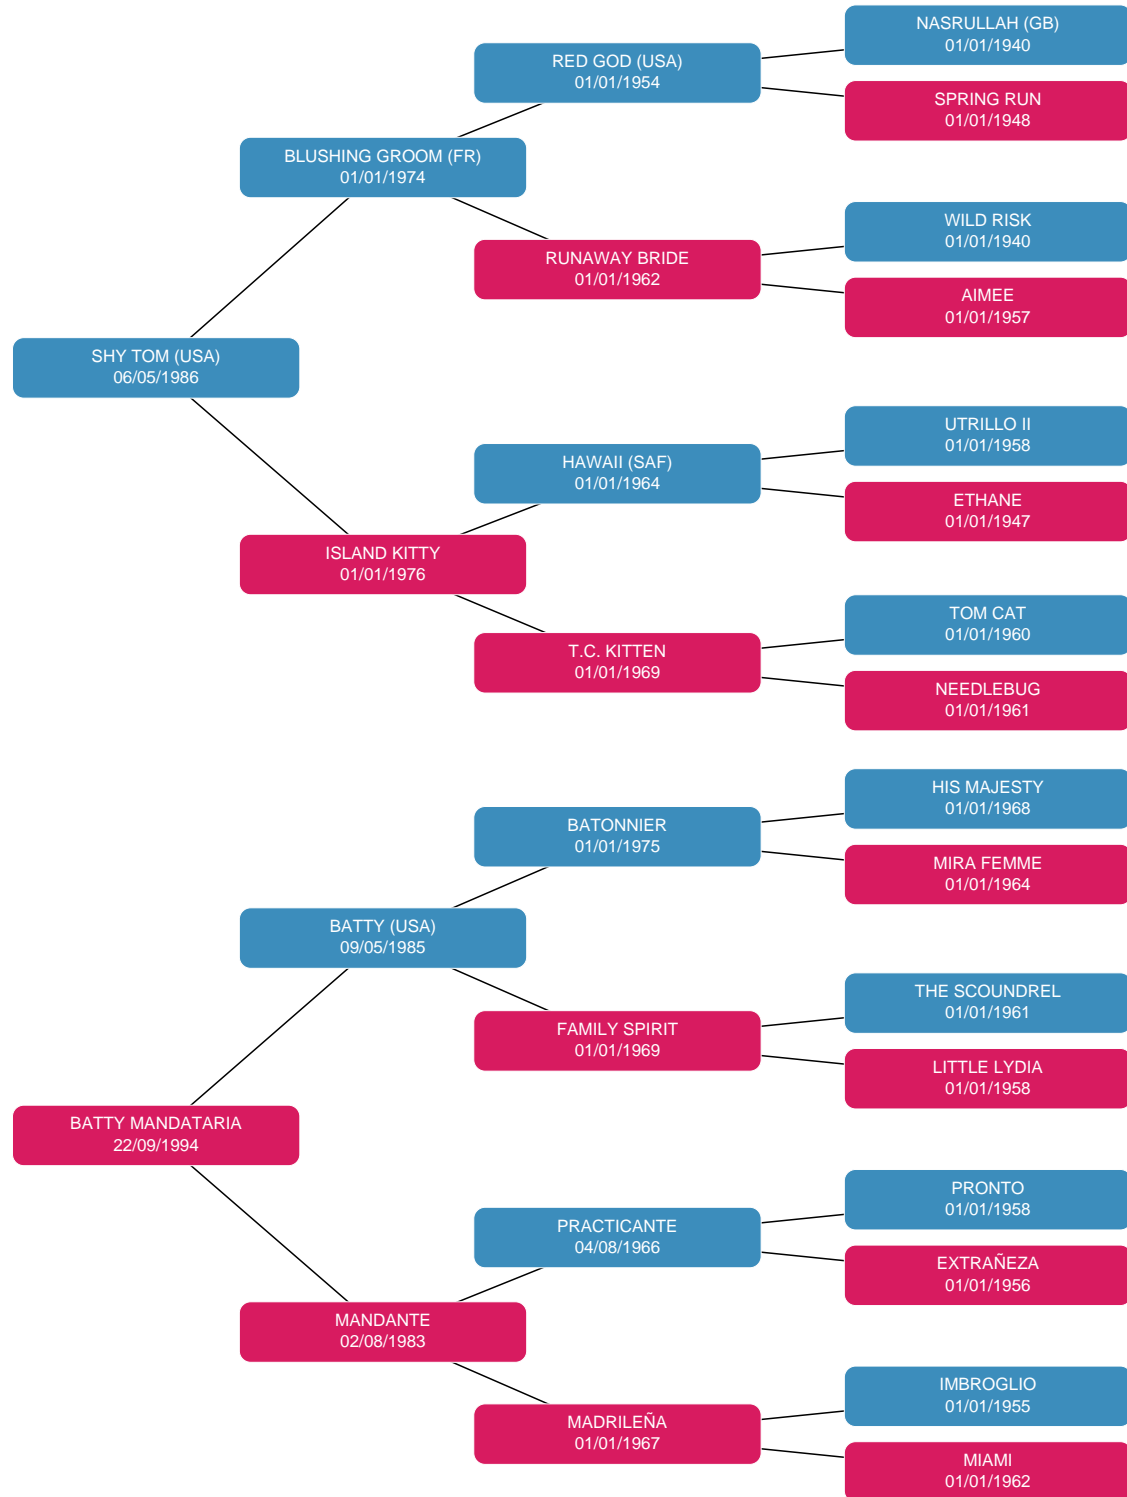 NASRULLAH (GB)
01/01/1940
RED GOD (USA)
01/01/1954
SPRING RUN
01/01/1948
BLUSHING GROOM (FR)
01/01/1974
WILD RISK
01/01/1940
RUNAWAY BRIDE
01/01/1962
AIMEE
01/01/1957
SHY TOM (USA)
06/05/1986
UTRILLO II
01/01/1958
HAWAII (SAF)
01/01/1964
ETHANE
01/01/1947
ISLAND KITTY
01/01/1976
TOM CAT
01/01/1960
T.C. KITTEN
01/01/1969
NEEDLEBUG
01/01/1961
HIS MAJESTY
01/01/1968
BATONNIER
01/01/1975
MIRA FEMME
01/01/1964
BATTY (USA)
09/05/1985
THE SCOUNDREL
01/01/1961
FAMILY SPIRIT
01/01/1969
LITTLE LYDIA
01/01/1958
BATTY MANDATARIA
22/09/1994
PRONTO
01/01/1958
PRACTICANTE
04/08/1966
EXTRAÑEZA
01/01/1956
MANDANTE
02/08/1983
IMBROGLIO
01/01/1955
MADRILEÑA
01/01/1967
MIAMI
01/01/1962